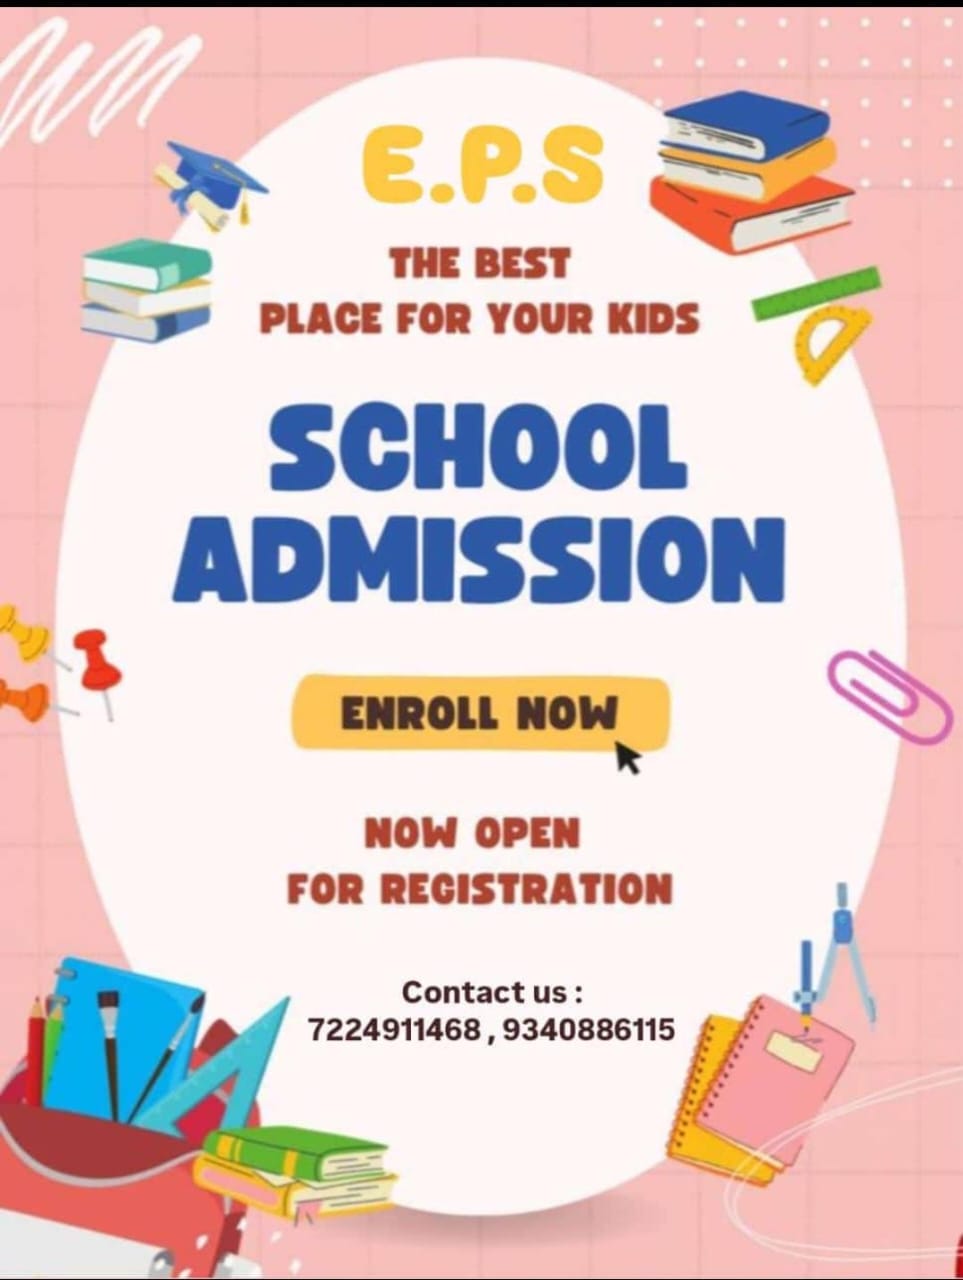 E.P.S
THE BEST
PLACE FOR YOUR KIDS
SCHOOL
ADMISSION
ENROLL NOW
NOW OPEN
FOR REGISTRATION
Contact us :
7224911468 , 9340886115